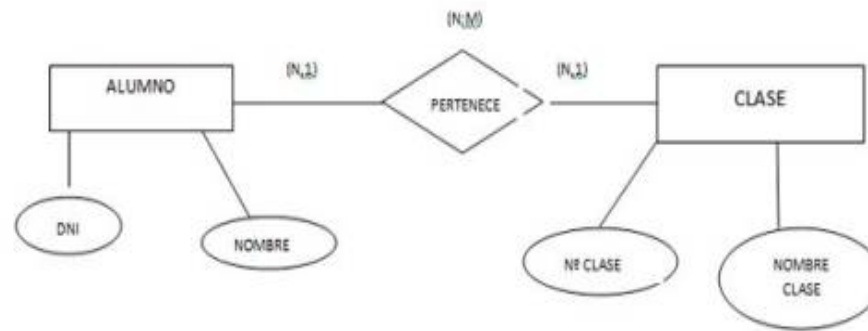 (N,M)
ALUMNO
(N,1)
(N,1)
CLASE
PERTENECE
DNI
NOMBRE
Nº CLASE
NOMBRE
CLASE